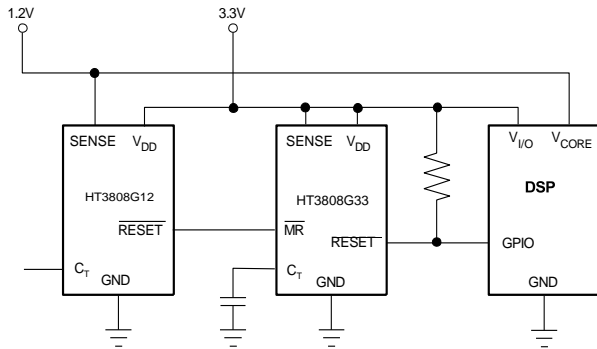 1.2V 3.3V
SENSE VDD SENSE VDD VI/O VCORE
HT3808G12 HT3808G33 DSP
RESET MR RESET GPIO
CT GND CT GND GND